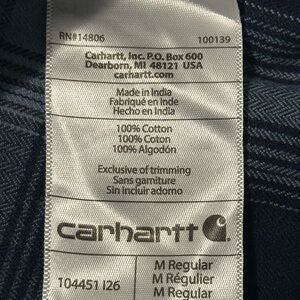 RN#14806 100139
Carhartt, Inc. P.O. Box 600
Dearborn, MI 48121 USA
carhartt.com
Made in India
Fabriqué en Inde
Hecho en India
100% Cotton
100% Coton
100% Algodón
Exclusive of trimming
Sans garniture
Sin incluir adorno
carhartt
104451 I26
M Regular
M Régulier
M Regular